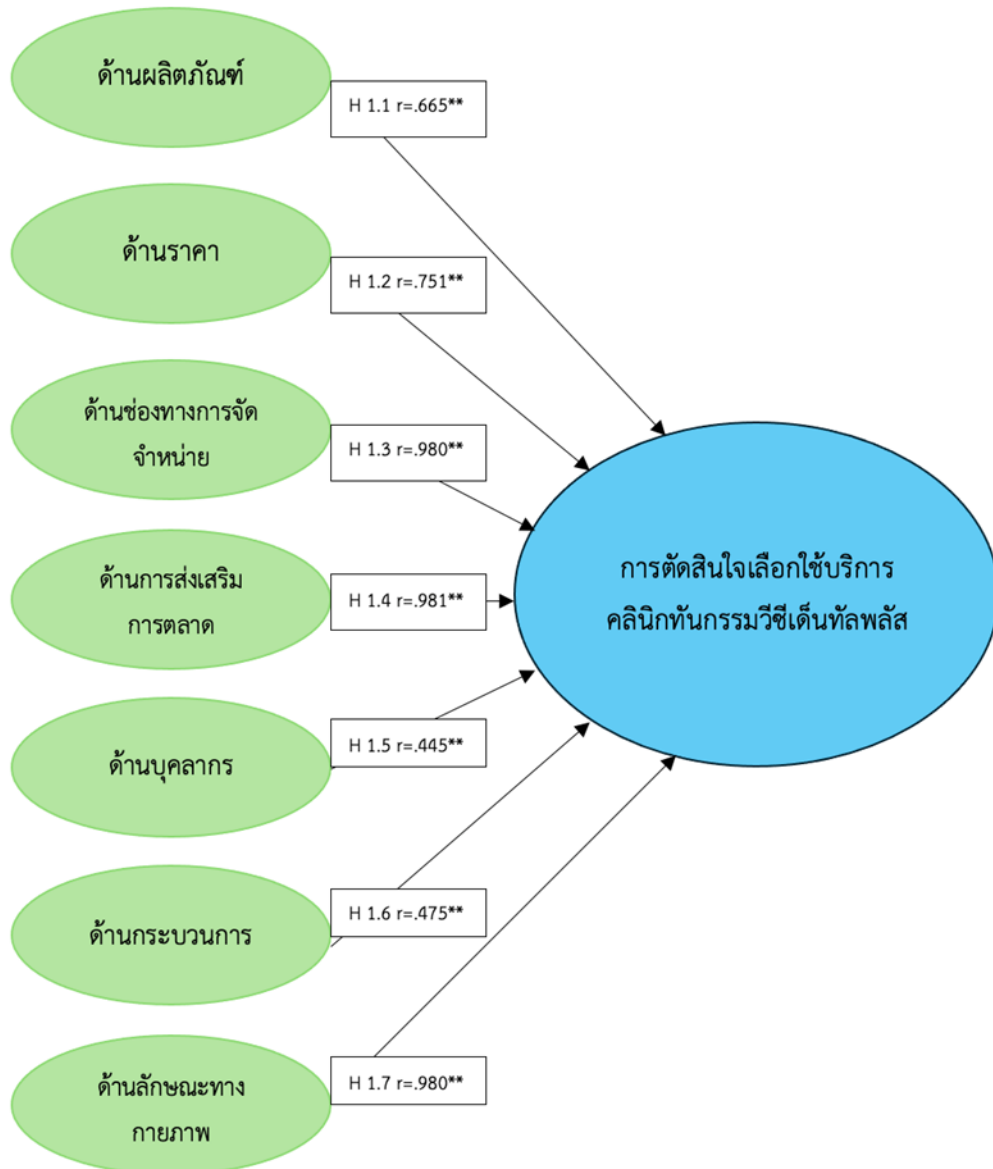 ด้านผลิตภัณฑ์
H 1.1 r=.665**
ด้านราคา
H 1.2 r=.751**
ด้านช่องทางการจัด
จำหน่าย
H 1.3 r=.980**
ด้านการส่งเสริม
การตลาด
H 1.4 r=.981**
การตัดสินใจเลือกใช้บริการ
คลินิกทันกรรมวีซีเด็นทัลพลัส
ด้านบุคลากร
H 1.5 r=.445**
ด้านกระบวนการ
H 1.6 r=.475**
ด้านลักษณะทาง
กายภาพ
H 1.7 r=.980**